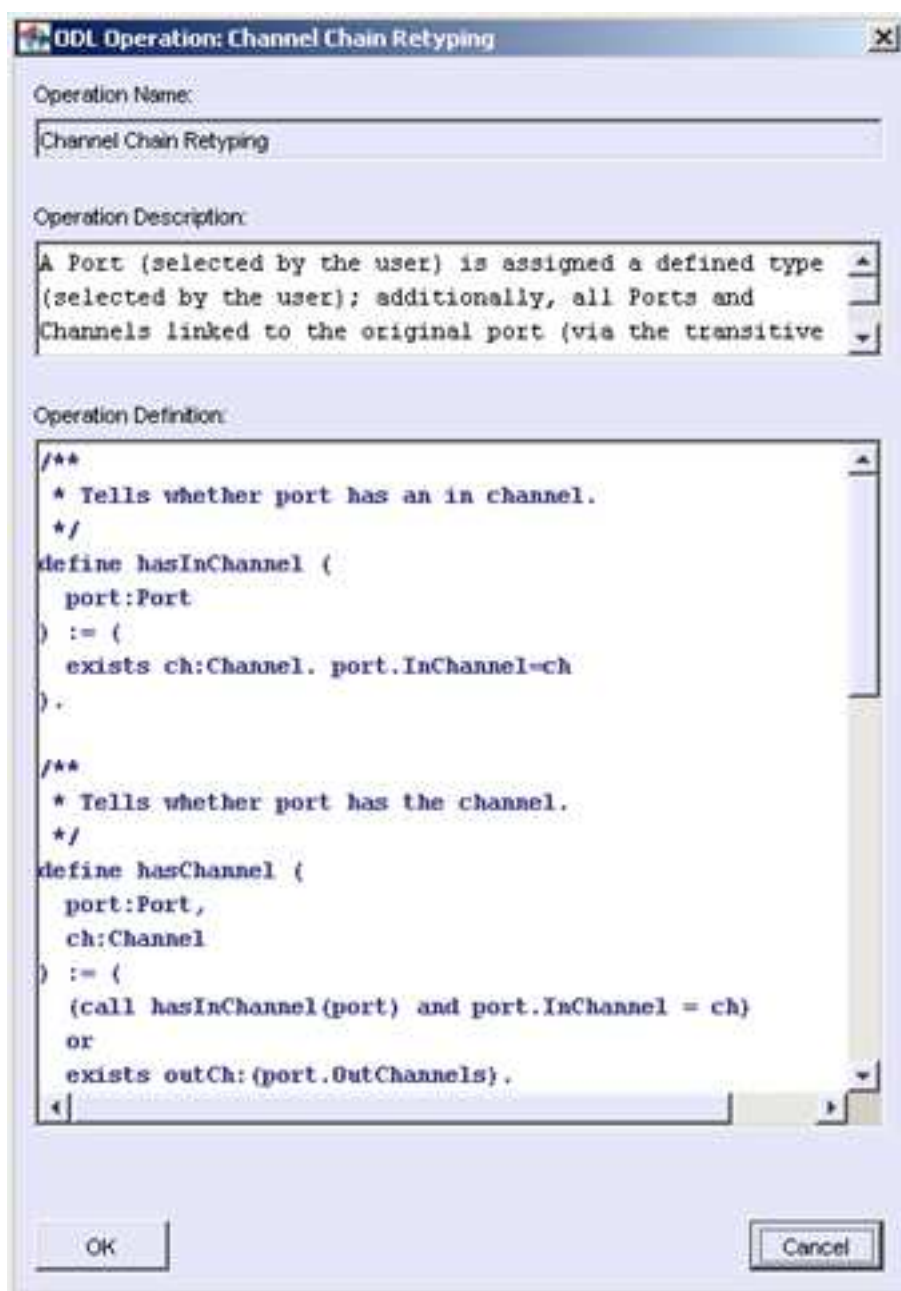 ODL Operation: Channel Chain Retyping
Operation Name:
Channel Chain Retyping
Operation Description:
A Port (selected by the user) is assigned a defined type
(selected by the user); additionally, all Ports and
Channels linked to the original port (via the transitive
Operation Definition:
/**
 * Tells whether port has an in channel.
 */
define hasInChannel (
  port:Port
) := (
  exists ch:Channel. port.InChannel=ch
).
/**
 * Tells whether port has the channel.
 */
define hasChannel (
  port:Port,
  ch:Channel
) := (
  (call hasInChannel(port) and port.InChannel = ch)
  or
  exists outCh:(port.OutChannels).
OK
Cancel